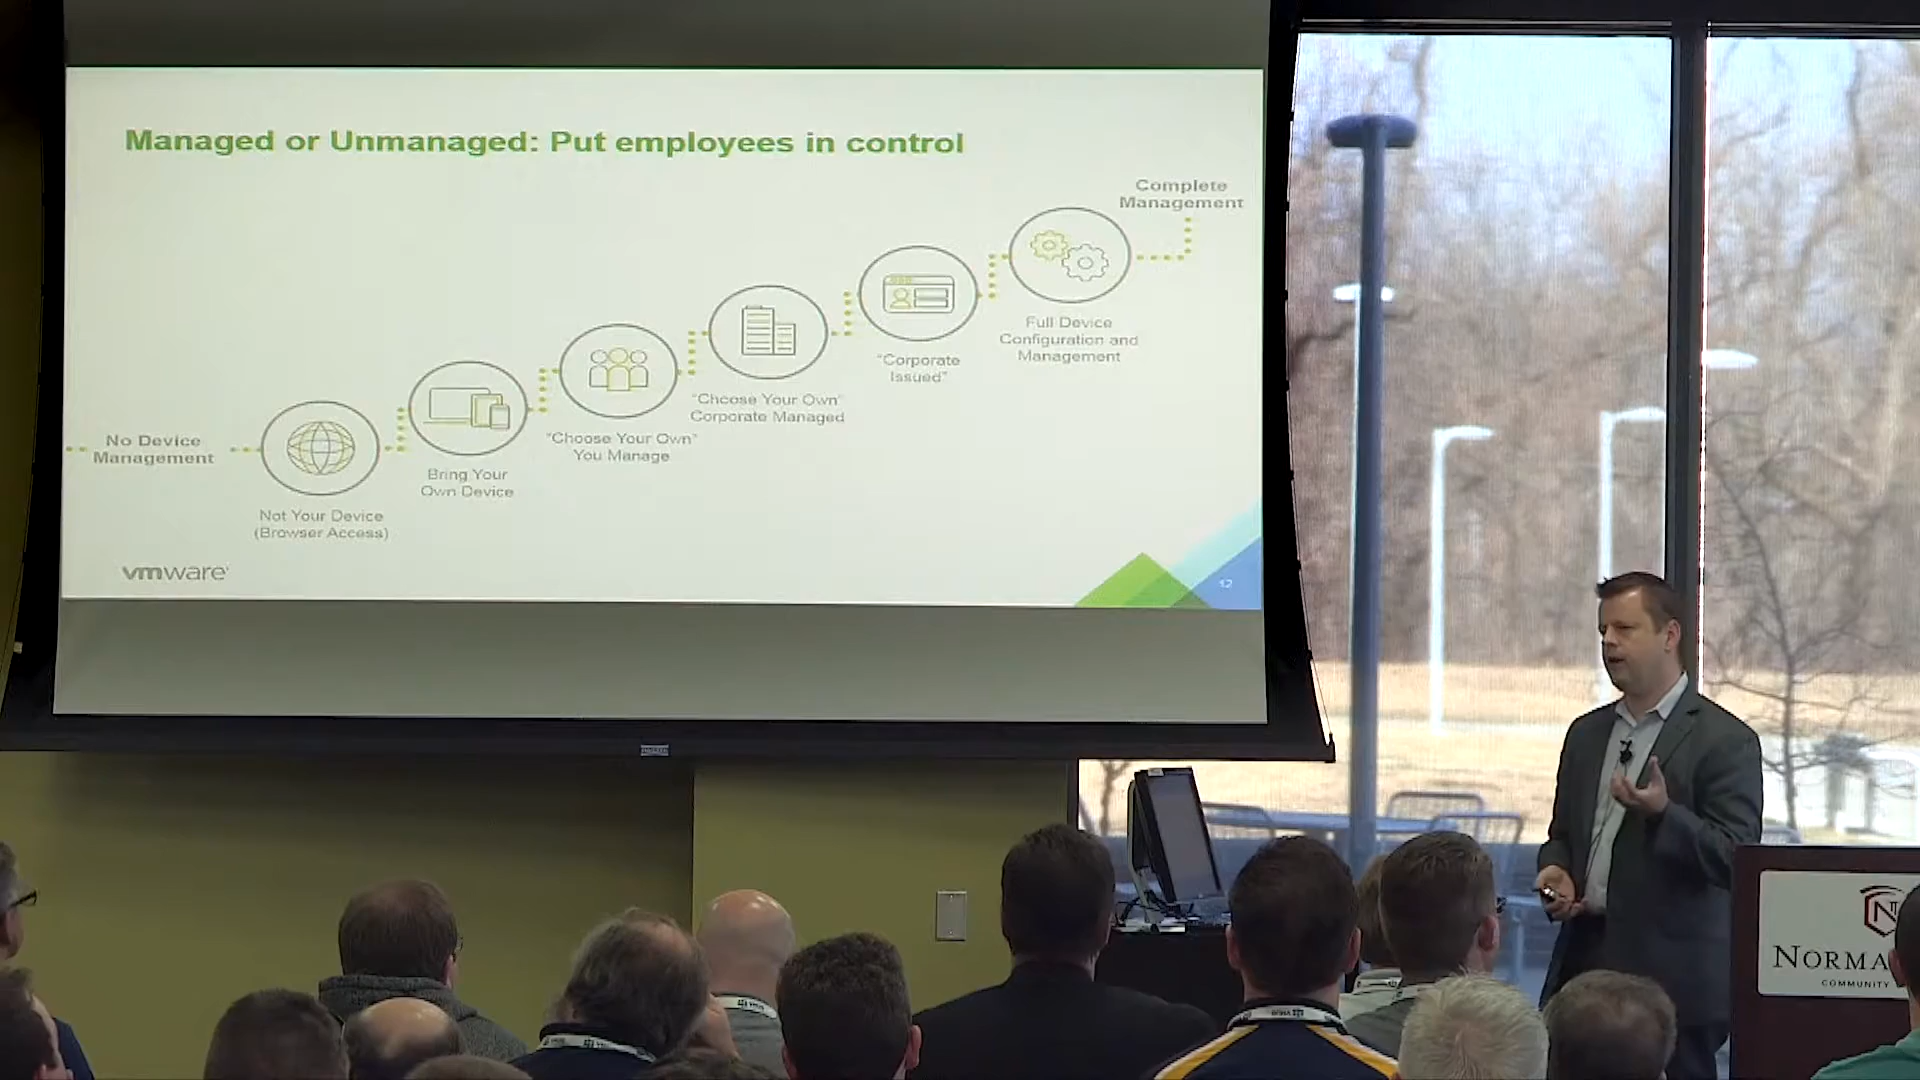 Managed or Unmanaged: Put employees in control
Complete
Management
Full Device
Configuration and
Management
"Corporate
Issued"
"Choose Your Own"
Corporate Managed
"Choose Your Own"
You Manage
Bring Your
Own Device
No Device
Management
Not Your Device
(Browser Access)
vmware
12
NORMA
COMMUNITY